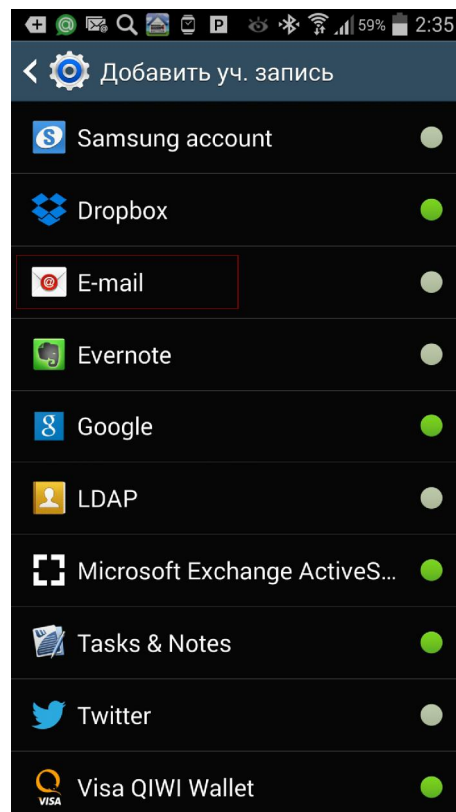 59% 2:35
Добавить уч. запись
Samsung account
Dropbox
E-mail
Evernote
Google
LDAP
Microsoft Exchange ActiveS...
Tasks & Notes
Twitter
Visa QIWI Wallet
VISA